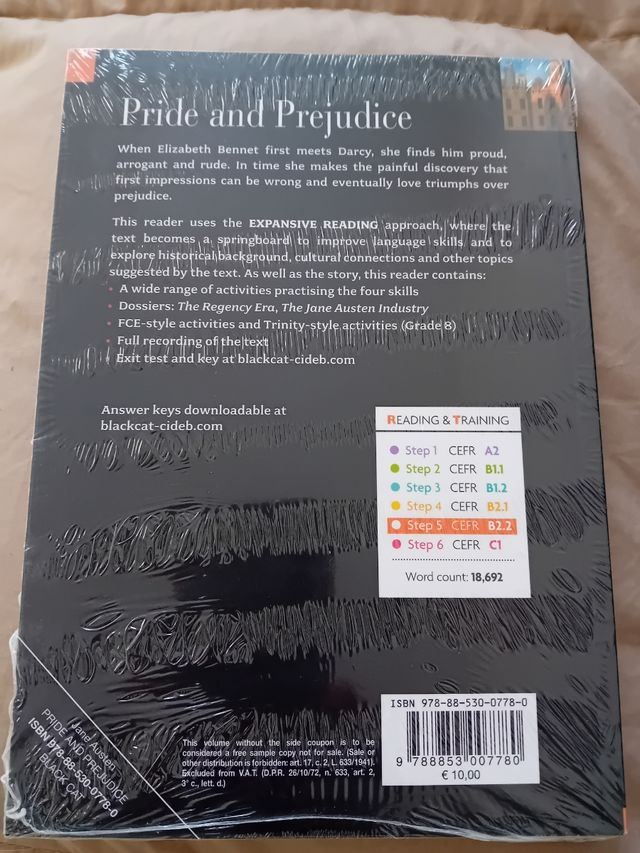 Pride and Prejudice
When Elizabeth Bennet first meets Darcy, she finds him proud,
arrogant and rude. In time she makes the painful discovery that
first impressions can be wrong and eventually love triumphs over
prejudice.
This reader uses the EXPANSIVE READING approach, where the
text becomes a springboard to improve language skills and to
explore historical background, cultural connections and other topics
suggested by the text. As well as the story, this reader contains:
• A wide range of activities practising the four skills
• Dossiers: The Regency Era, The Jane Austen Industry
• FCE-style activities and Trinity-style activities (Grade 8)
• Full recording of the text
Exit test and key at blackcat-cideb.com
Answer keys downloadable at
blackcat-cideb.com
READING & TRAINING
Step 1 CEFR A2
Step 2 CEFR B1.1
Step 3 CEFR B1.2
Step 4 CEFR B2.1
Step 5 CEFR B2.2
Step 6 CEFR C1
Word count: 18,692
Jane Austen
PRIDE AND PREJUDICE
ISBN 978-88-530-0778-0
BLACK CAT
This volume without the side coupon is to be
considered a free sample copy not for sale. (Sale or
other distribution is forbidden: art. 17, c. 2, L. 633/1941).
Excluded from V.A.T. (D.P.R. 26/10/72, n. 633, art. 2,
3° c., lett. d.)
ISBN 978-88-530-0778-0
9 788853 007780
€ 10,00